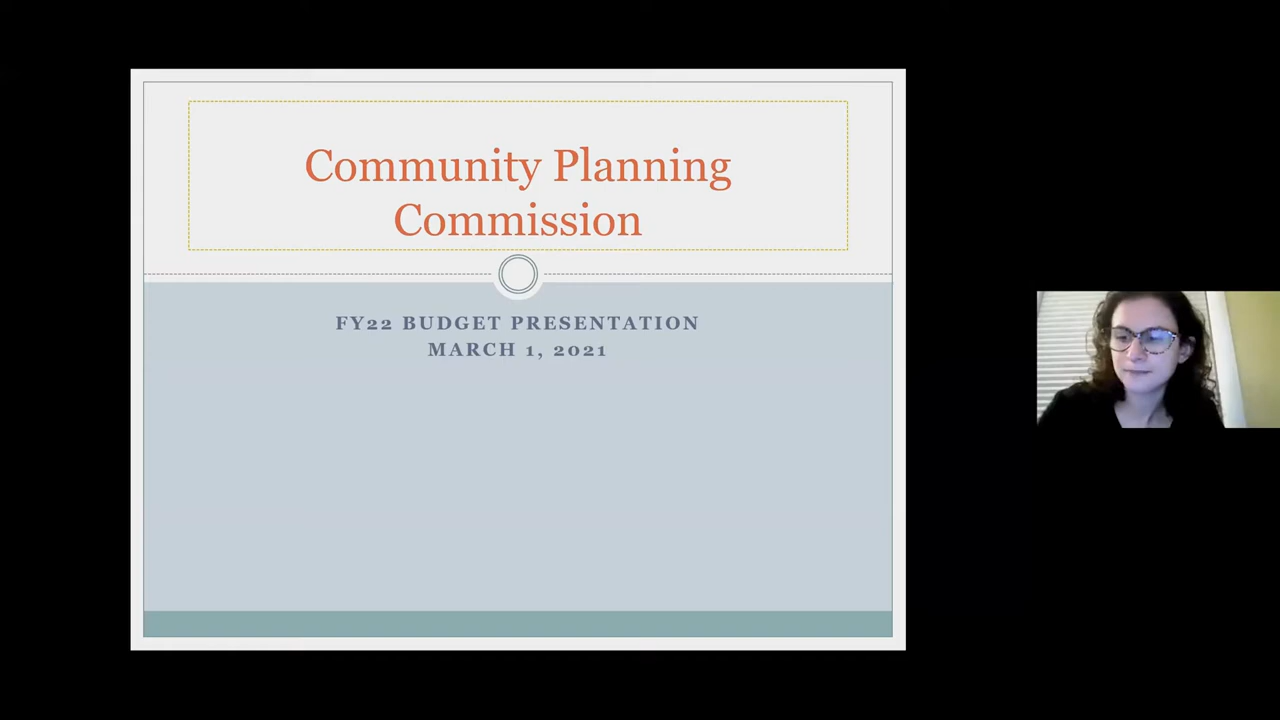 Community Planning
Commission
FY22 BUDGET PRESENTATION
MARCH 1, 2021